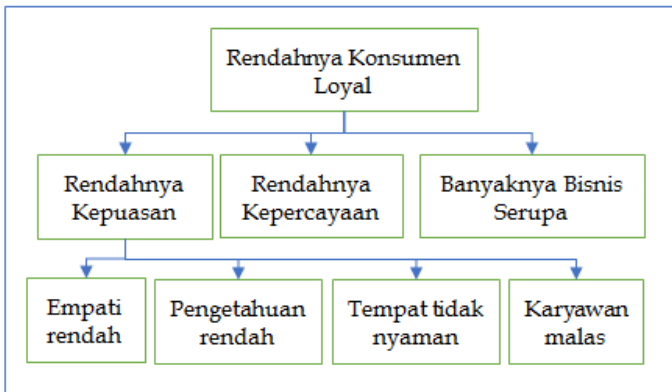 Rendahnya Konsumen
Loyal
Rendahnya
Kepuasan
Rendahnya
Kepercayaan
Banyaknya Bisnis
Serupa
Empati
rendah
Pengetahuan
rendah
Tempat tidak
nyaman
Karyawan
malas